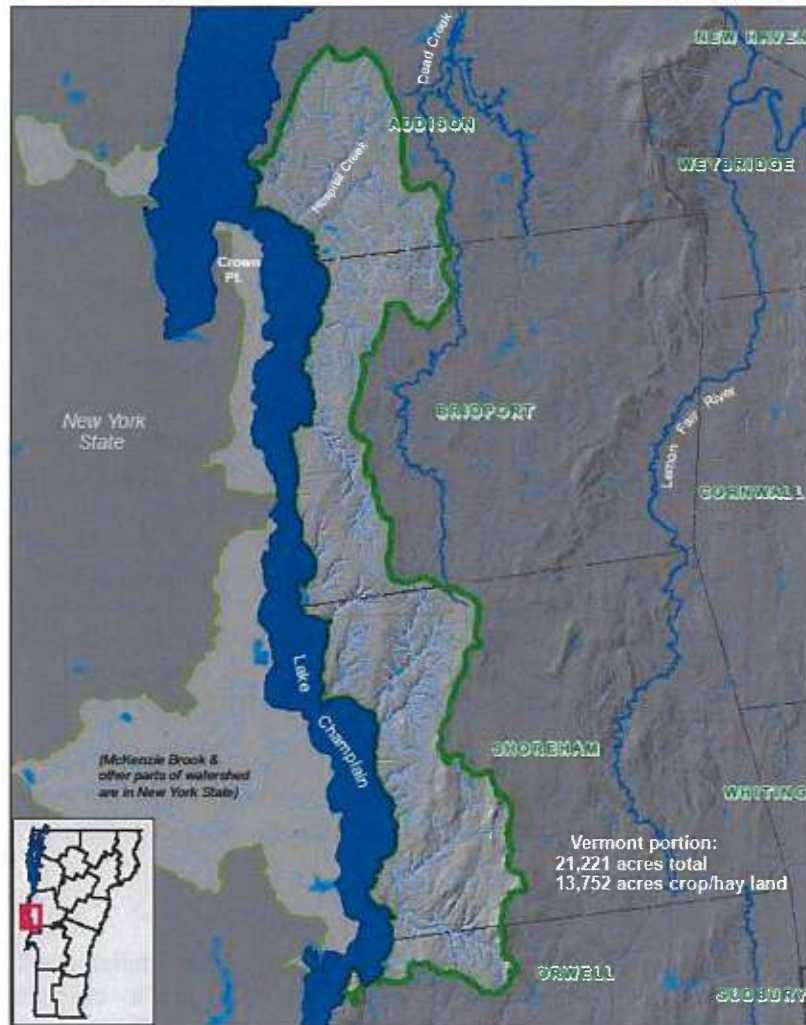 NEW HAVEN
Dead Creek
ADDISON
WEYBRIDGE
Hospital Creek
Crown
Pt.
New York
State
BRIDPORT
Lemon Fair River
CORNWALL
Lake
Champlain
SHOREHAM
(McKenzie Brook &
other parts of watershed
are in New York State)
WHITING
Vermont portion:
21,221 acres total
13,752 acres crop/hay land
ORWELL
SUDBURY
1